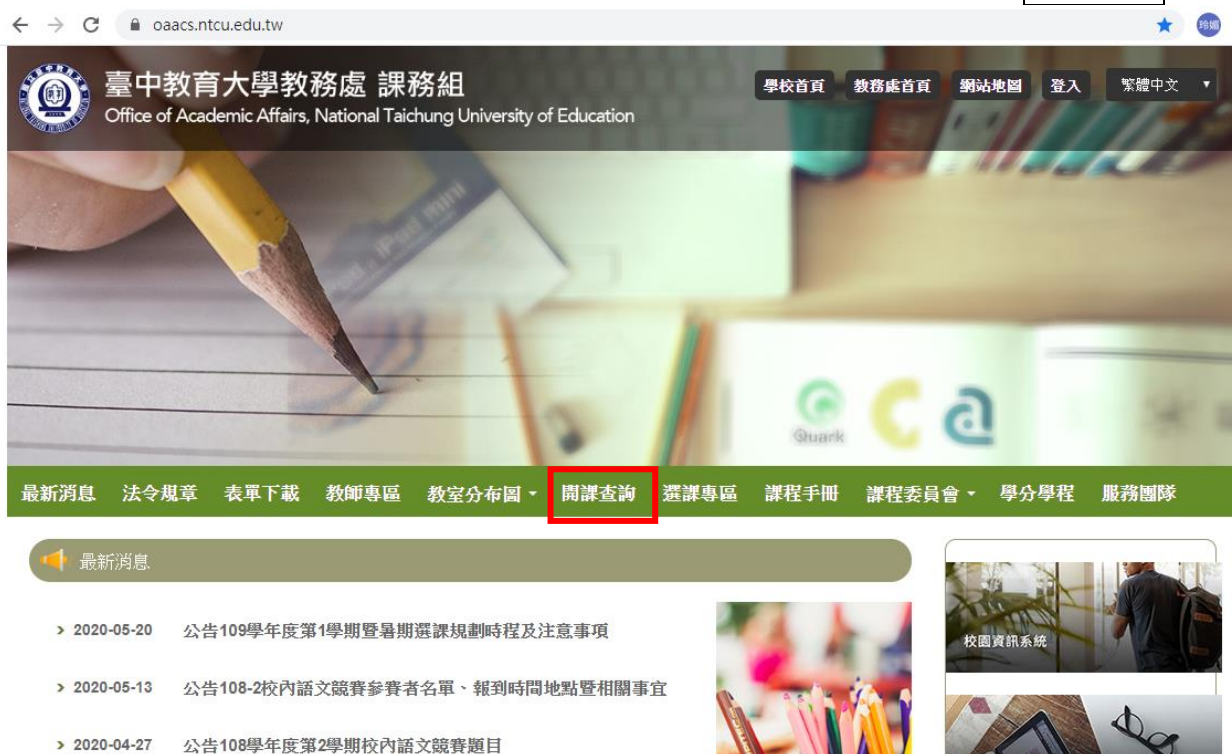 oaacs.ntcu.edu.tw
玲媚
臺中教育大學教務處 課務組
Office of Academic Affairs, National Taichung University of Education
學校首頁 教務處首頁 網站地圖 登入 繁體中文
iPad mini
Quark
最新消息 法令規章 表單下載 教師專區 教室分布圖 開課查詢 選課專區 課程手冊 課程委員會 學分學程 服務團隊
最新消息
2020-05-20 公告109學年度第1學期暨暑期選課規劃時程及注意事項
校園資訊系統
2020-05-13 公告108-2校內語文競賽參賽者名單、報到時間地點暨相關事宜
2020-04-27 公告108學年度第2學期校內語文競賽題目